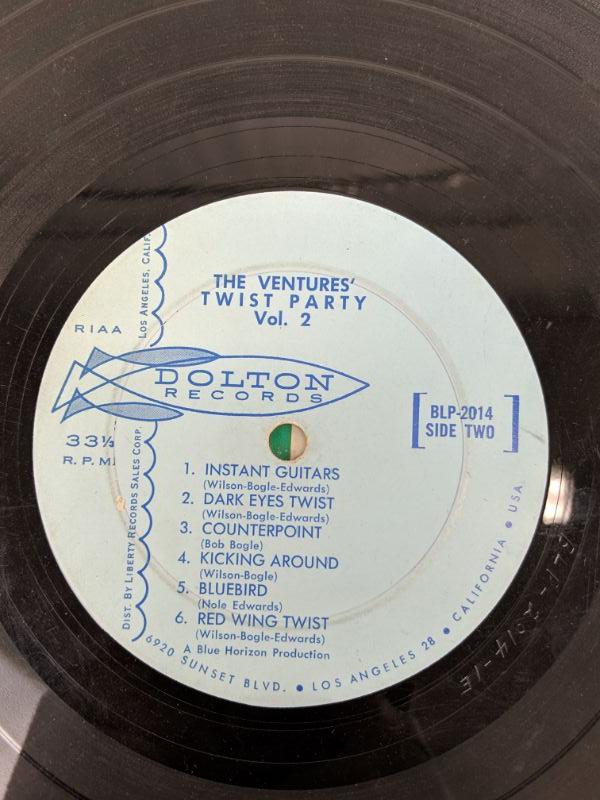 THE VENTURES'
TWIST PARTY
Vol. 2
RIAA
DOLTON
RECORDS
33⅓
R.P.M.
BLP-2014
SIDE TWO
1. INSTANT GUITARS
(Wilson-Bogle-Edwards)
2. DARK EYES TWIST
(Wilson-Bogle-Edwards)
3. COUNTERPOINT
(Bob Bogle)
4. KICKING AROUND
(Wilson-Bogle)
5. BLUEBIRD
(Nole Edwards)
6. RED WING TWIST
(Wilson-Bogle-Edwards)
A Blue Horizon Production
DIST. BY LIBERTY RECORDS SALES CORP.
LOS ANGELES, CALIF.
6920 SUNSET BLVD. • LOS ANGELES 28 • CALIFORNIA • USA